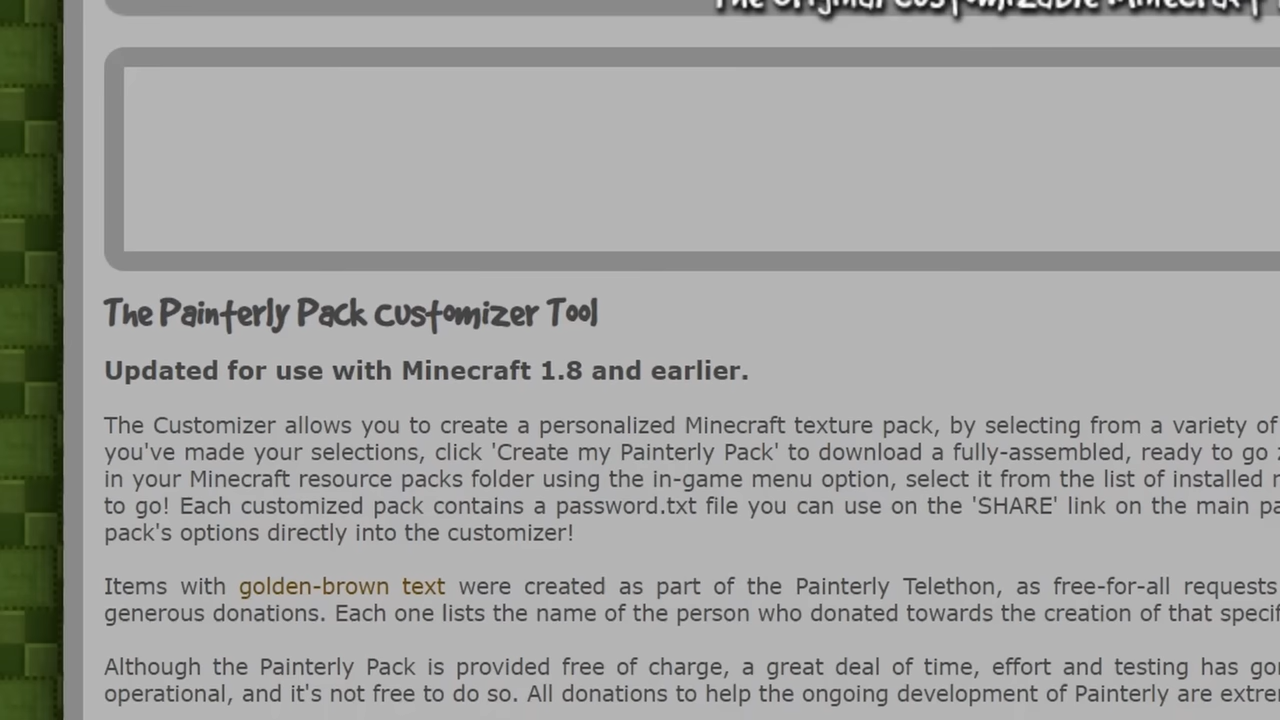 The Original Customizable Minecraft
The Painterly Pack Customizer Tool
Updated for use with Minecraft 1.8 and earlier.
The Customizer allows you to create a personalized Minecraft texture pack, by selecting from a variety of
you've made your selections, click 'Create my Painterly Pack' to download a fully-assembled, ready to go
in your Minecraft resource packs folder using the in-game menu option, select it from the list of installed
to go! Each customized pack contains a password.txt file you can use on the 'SHARE' link on the main
pack's options directly into the customizer!
Items with golden-brown text were created as part of the Painterly Telethon, as free-for-all requests
generous donations. Each one lists the name of the person who donated towards the creation of that
Although the Painterly Pack is provided free of charge, a great deal of time, effort and testing has
operational, and it's not free to do so. All donations to help the ongoing development of Painterly are